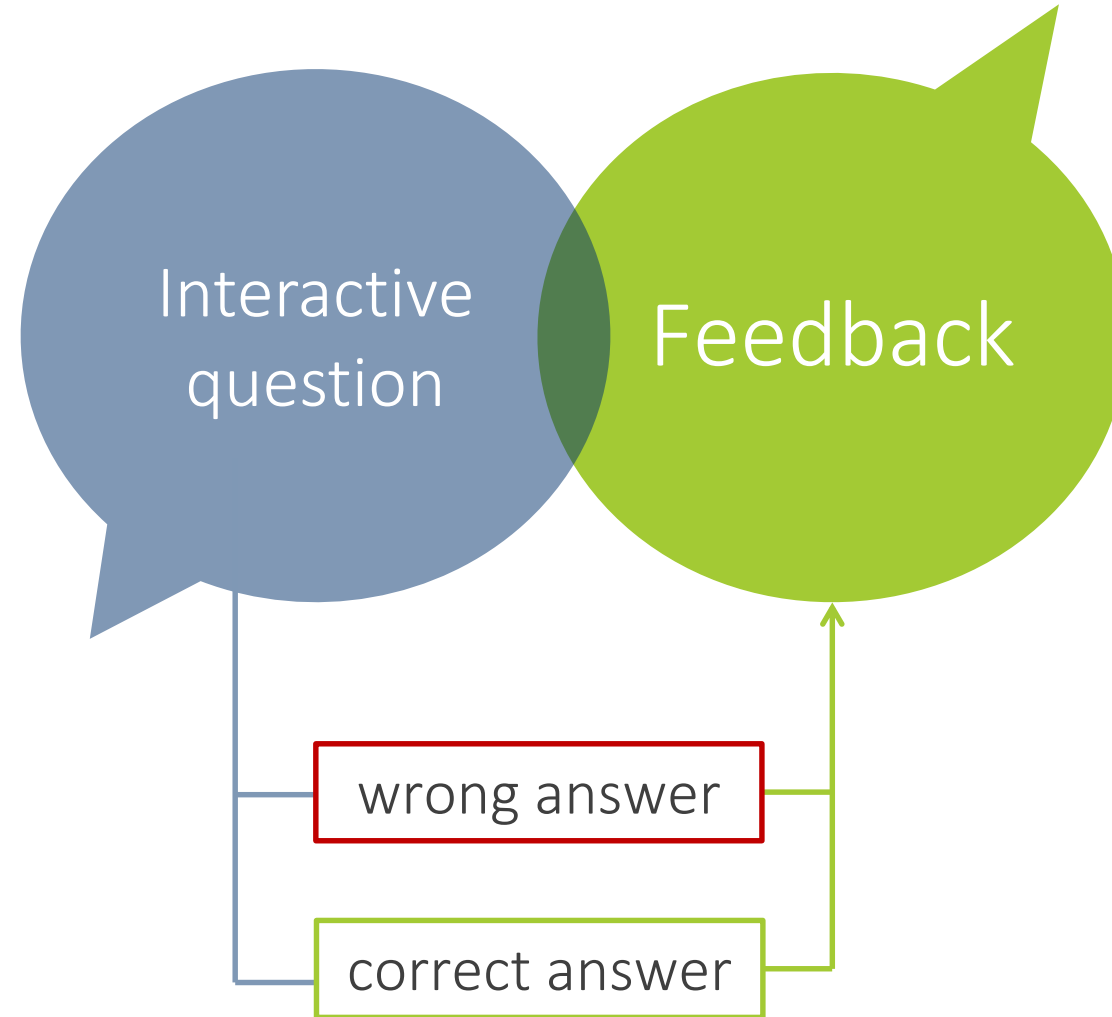 Interactive
question
Feedback
wrong answer
correct answer